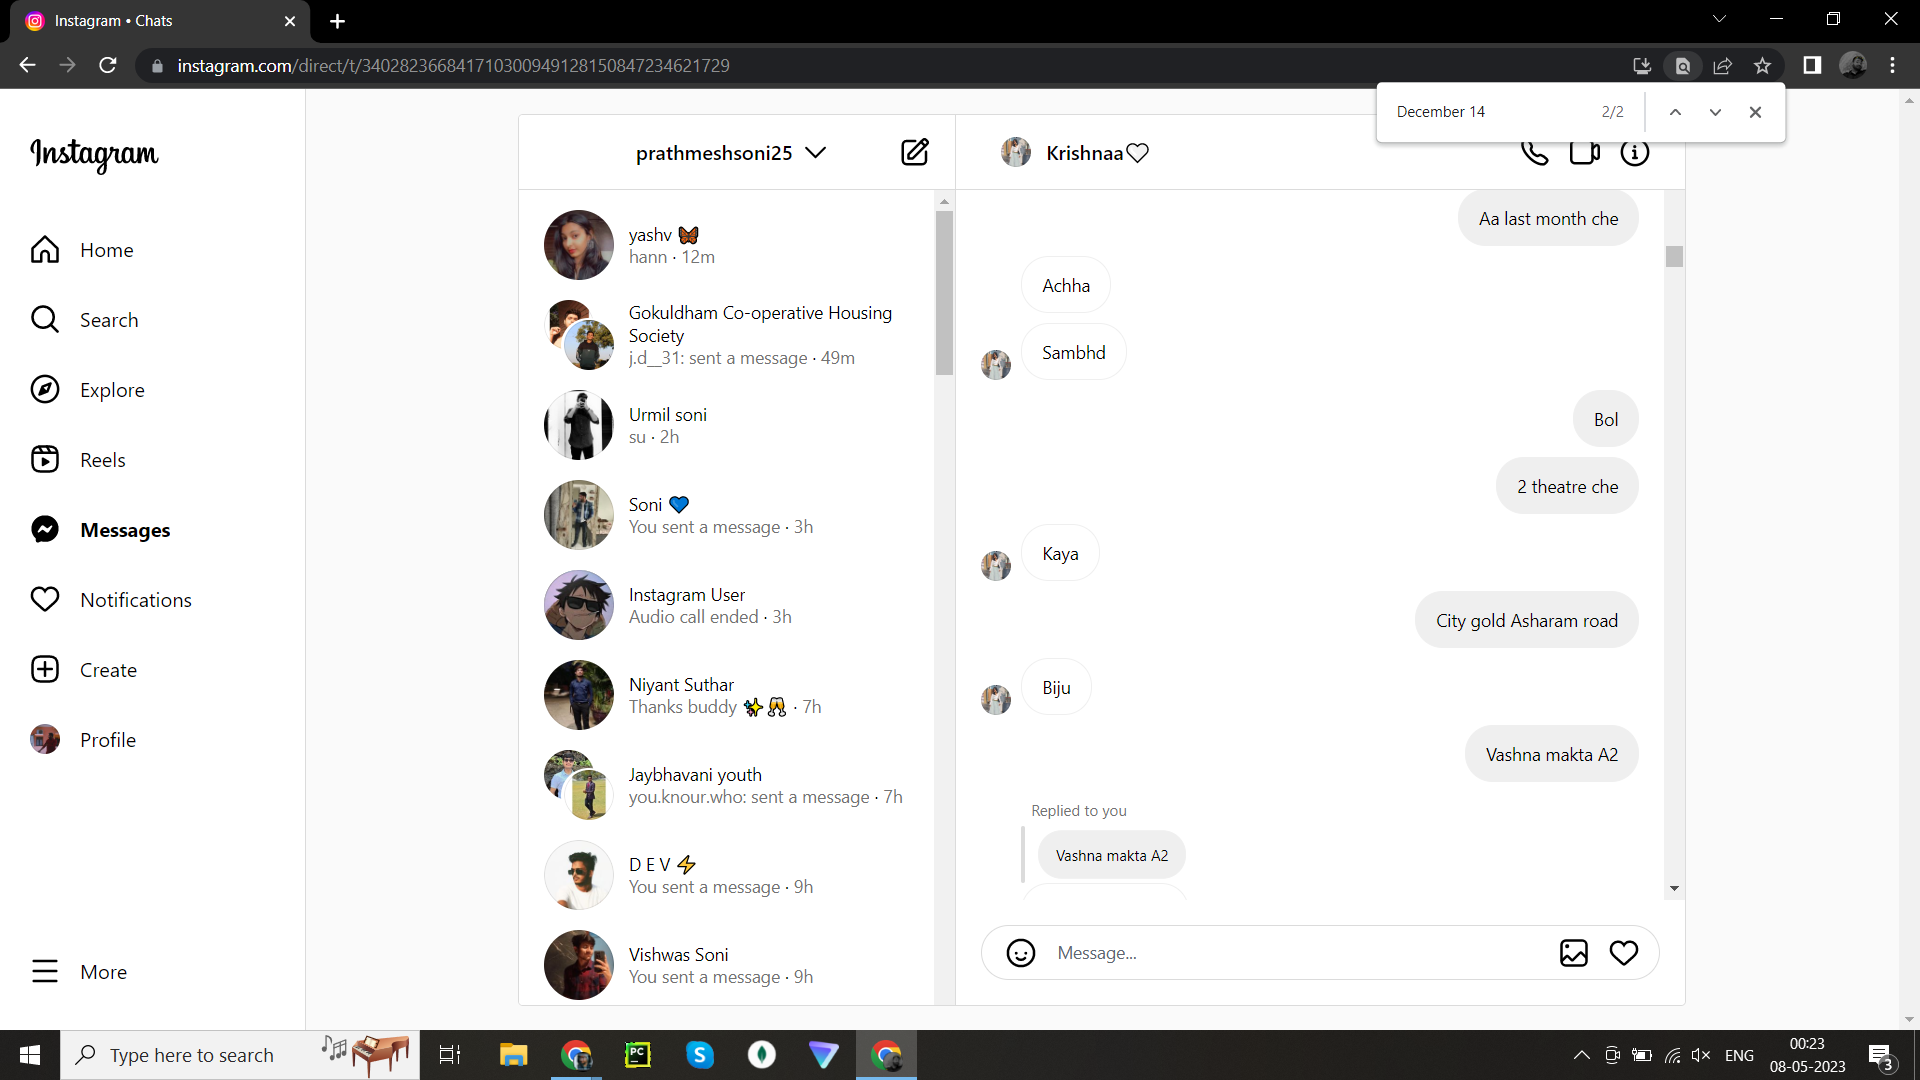 Instagram • Chats
instagram.com/direct/t/340282366841710300949128150847234621729
December 14
2/2
Instagram
Home
Search
Explore
Reels
Messages
Notifications
Create
Profile
More
prathmeshsoni25
yashv 🦋
hann · 12m
Gokuldham Co-operative Housing
Society
j.d__31: sent a message · 49m
Urmil soni
su · 2h
Soni 💙
You sent a message · 3h
Instagram User
Audio call ended · 3h
Niyant Suthar
Thanks buddy ✨🥂 · 7h
Jaybhavani youth
you.knour.who: sent a message · 7h
D E V ⚡
You sent a message · 9h
Vishwas Soni
You sent a message · 9h
Krishnaa♡
Aa last month che
Achha
Sambhd
Bol
2 theatre che
Kaya
City gold Asharam road
Biju
Vashna makta A2
Replied to you
Vashna makta A2
Message...
Type here to search
PC
ENG
00:23
08-05-2023
3